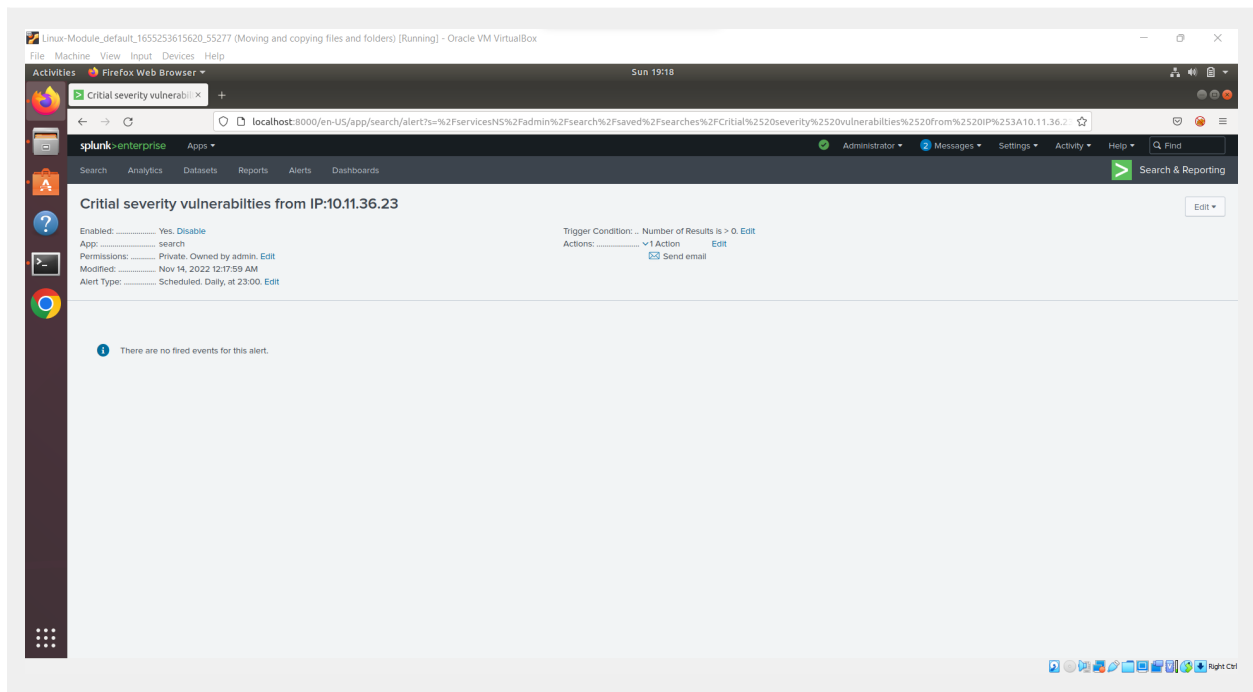 Linux-Module_default_1655253615620_55277 (Moving and copying files and folders) [Running] - Oracle VM VirtualBox
File Machine View Input Devices Help
Activities Firefox Web Browser Sun 19:18
Critial severity vulnerabili
localhost:8000/en-US/app/search/alert?s=%2FservicesNS%2Fadmin%2Fsearch%2Fsaved%2Fsearches%2FCritial%2520severity%2520vulnerabilties%2520from%2520IP%253A10.11.36.2
splunk>enterprise Apps Administrator 2 Messages Settings Activity Help Find
Search Analytics Datasets Reports Alerts Dashboards Search & Reporting
Critial severity vulnerabilties from IP:10.11.36.23
Edit
Enabled: .................. Yes. Disable
App: ......................... search
Permissions: ........... Private. Owned by admin. Edit
Modified: ................. Nov 14, 2022 12:17:59 AM
Alert Type: ............... Scheduled. Daily, at 23:00. Edit
Trigger Condition: .. Number of Results is > 0. Edit
Actions: .................... 1 Action Edit
Send email
There are no fired events for this alert.
Right Ctrl